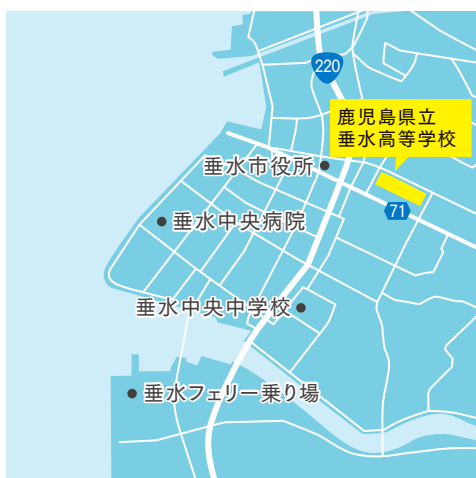 220
鹿児島県立
垂水高等学校
垂水市役所
71
垂水中央病院
垂水中央中学校
垂水フェリー乗り場